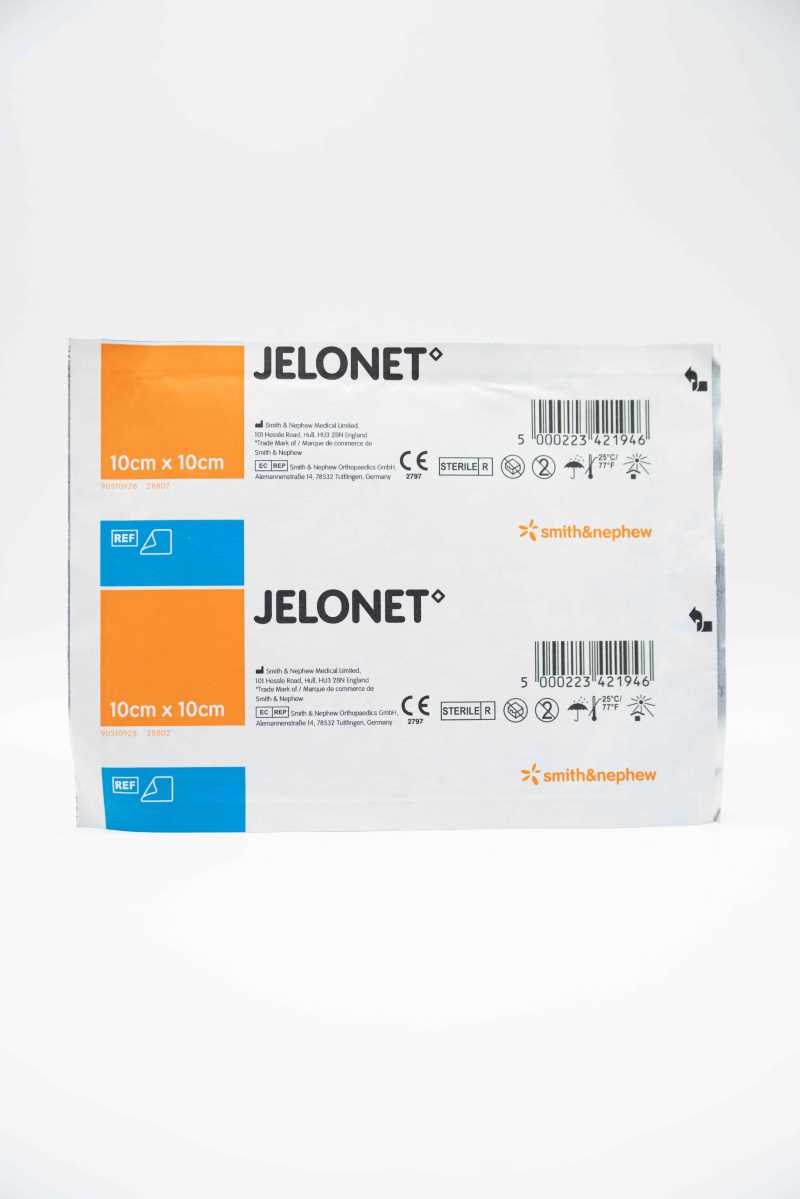 JELONET◊
10cm x 10cm
Smith & Nephew Medical Limited,
101 Hessle Road, Hull, HU3 2BN England
*Trade Mark of / Marque de commerce de
Smith & Nephew
EC REP Smith & Nephew Orthopaedics GmbH,
Alemannenstraße 14, 78532 Tuttlingen, Germany
CE
2797
STERILE R
2
25°C/
77°F
5 000223 421946
REF
smith&nephew
JELONET◊
10cm x 10cm
Smith & Nephew Medical Limited,
101 Hessle Road, Hull, HU3 2BN England
*Trade Mark of / Marque de commerce de
Smith & Nephew
EC REP Smith & Nephew Orthopaedics GmbH,
Alemannenstraße 14, 78532 Tuttlingen, Germany
CE
2797
STERILE R
2
25°C/
77°F
5 000223 421946
REF
smith&nephew